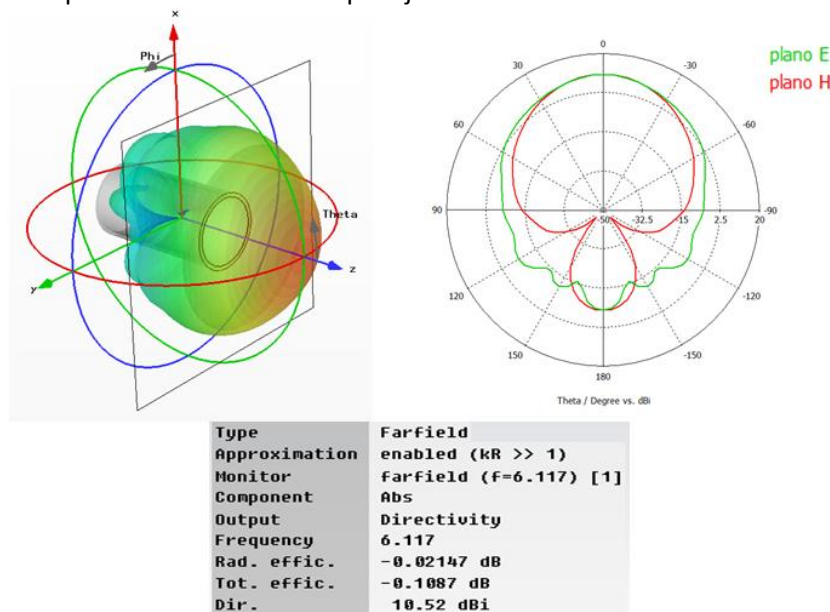 x
Phi
Theta
y
z
0
30
-30
60
-60
90
-50
-32.5
-15
2.5
20
-90
120
-120
150
-150
180
Theta / Degree vs. dBi
plano E
plano H
Type Farfield
Approximation enabled (kR >> 1)
Monitor farfield (f=6.117) [1]
Component Abs
Output Directivity
Frequency 6.117
Rad. effic. -0.02147 dB
Tot. effic. -0.1087 dB
Dir. 10.52 dBi